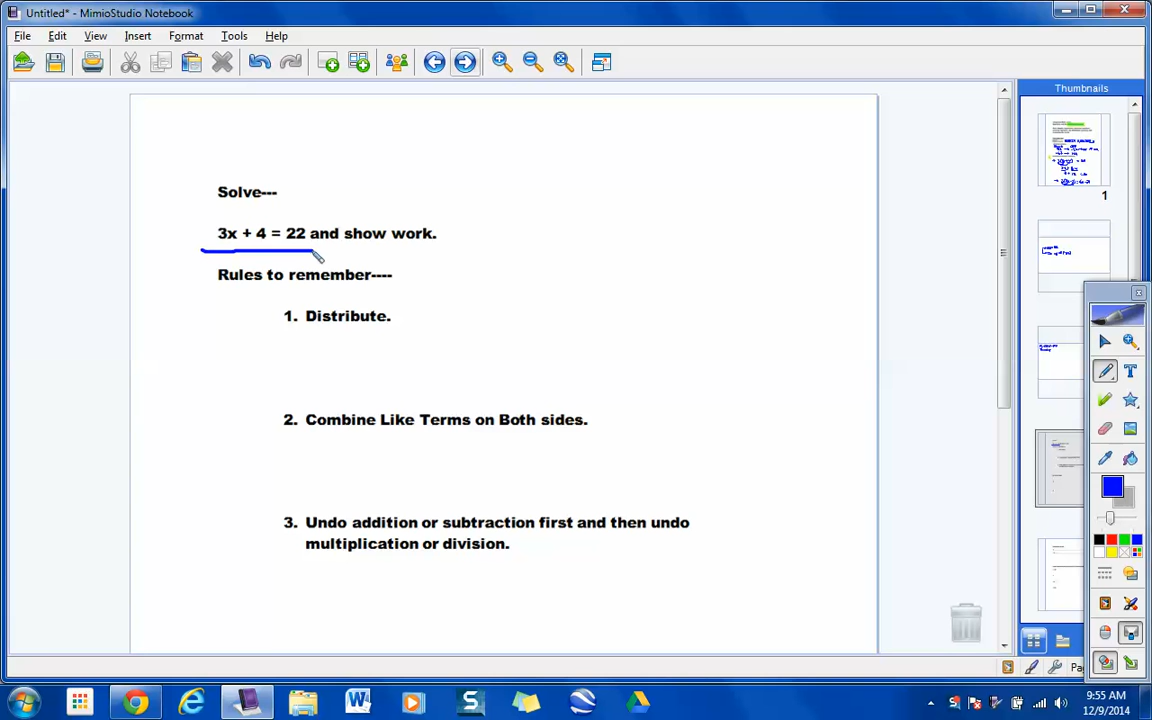 Untitled* - MimioStudio Notebook
File Edit View Insert Format Tools Help
Thumbnails
Solve---
3x + 4 = 22 and show work.
Rules to remember----
1. Distribute.
2. Combine Like Terms on Both sides.
3. Undo addition or subtraction first and then undo
multiplication or division.
1
9:55 AM
12/9/2014